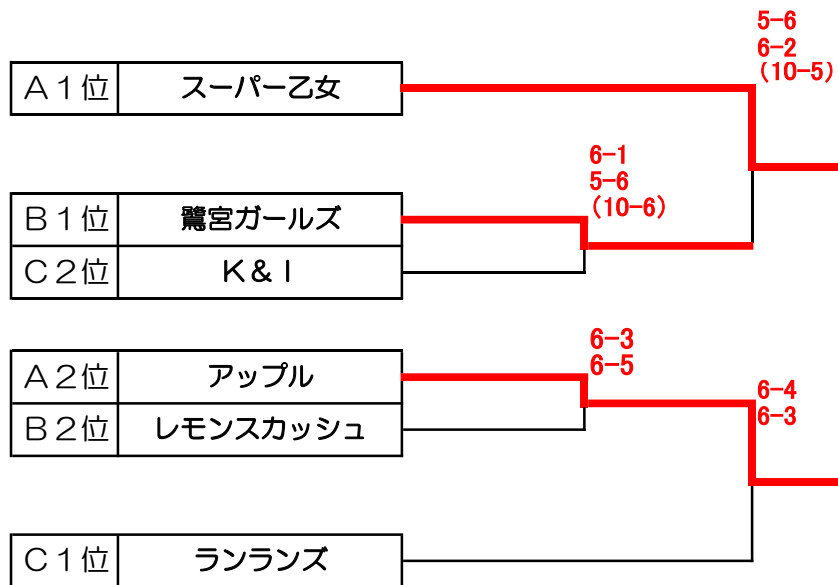 5-6
6-2
(10-5)
A1位 スーパー乙女
6-1
5-6
(10-6)
B1位 鷺宮ガールズ
C2位 K&I
6-3
6-5
A2位 アップル
6-4
6-3
B2位 レモンスカッシュ
C1位 ランランズ